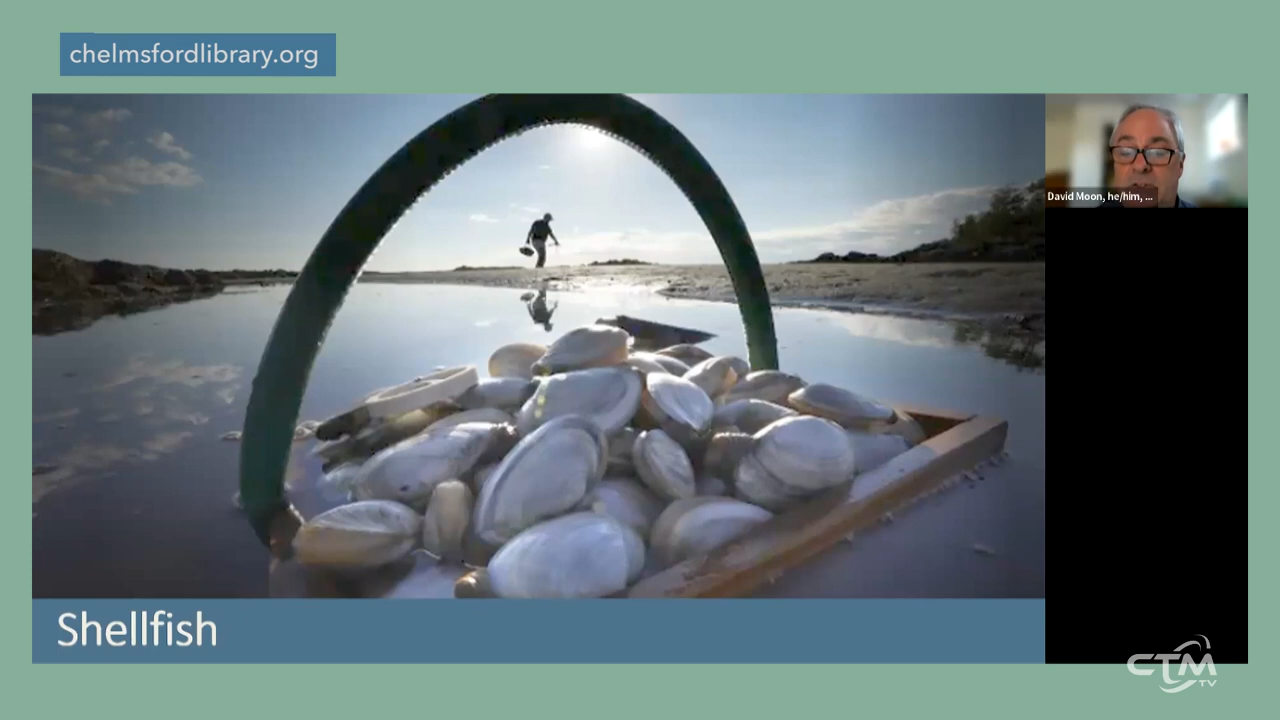 chelmsfordlibrary.org
David Moon, he/him, ...
Shellfish
CTM
TV